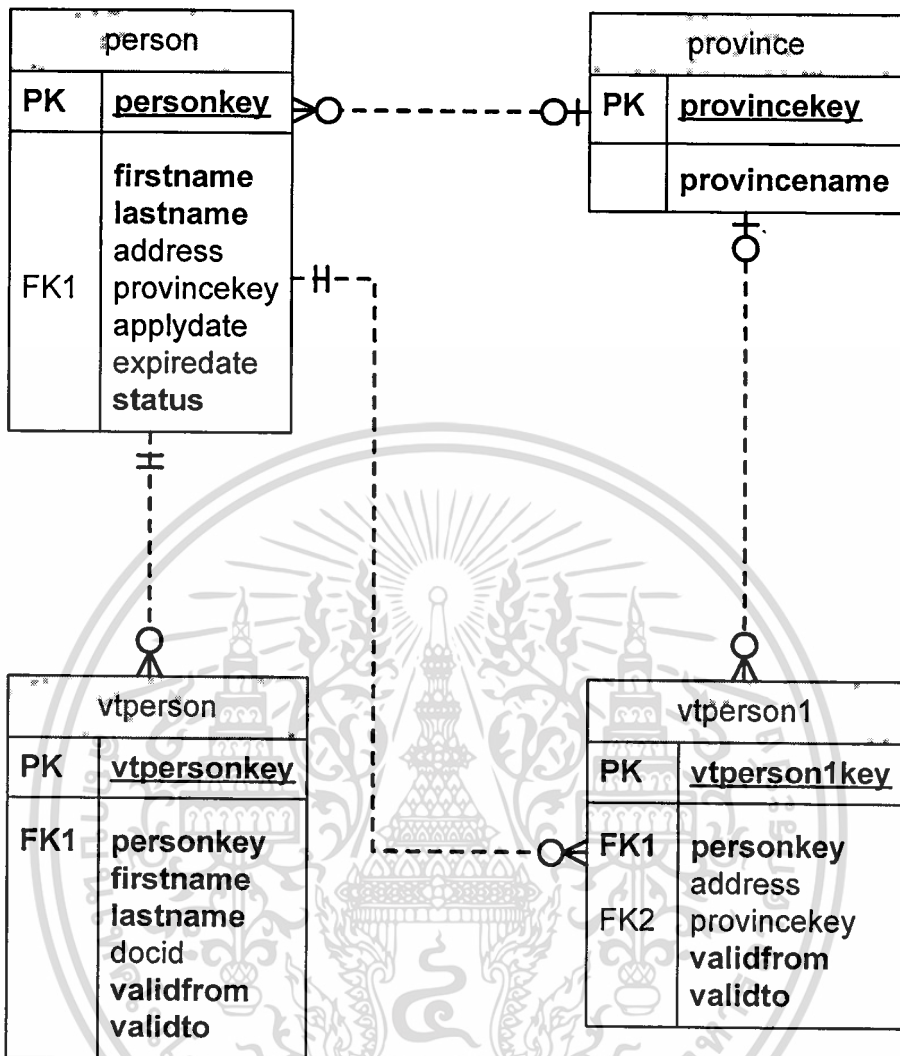 person
PK personkey
firstname
lastname
address
FK1 provincekey
applydate
expiredate
status
province
PK provincekey
provincename
vtperson
PK vtpersonkey
FK1 personkey
firstname
lastname
docid
validfrom
validto
vtperson1
PK vtperson1key
FK1 personkey
address
FK2 provincekey
validfrom
validto